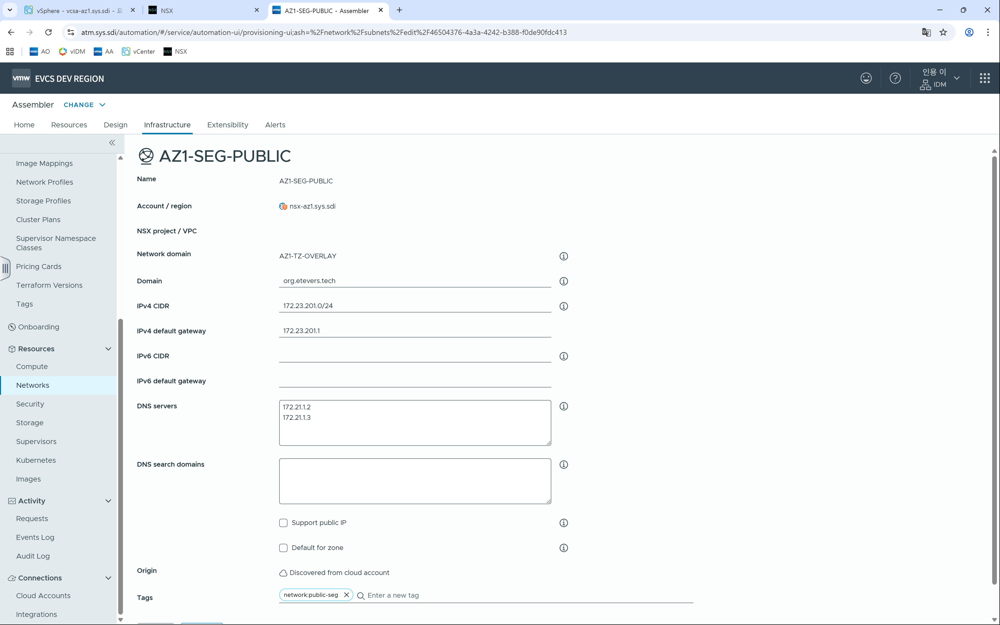 vSphere - vcsa-az1.sys.sdi -
NSX
NSX
AZ1-SEG-PUBLIC - Assembler
atm.sys.sdi/automation/#/service/automation-ui/provisioning-ui;ash=%2Fnetwork%2Fsubnets%2Fedit%2F46504376-4a3a-4242-b388-f0de90fdc413
AO
vIDM
AA
vCenter
NSX
vmw EVCS DEV REGION
인용 이
IDM
Assembler CHANGE
Home Resources Design Infrastructure Extensibility Alerts
Image Mappings
Network Profiles
Storage Profiles
Cluster Plans
Supervisor Namespace
Classes
Pricing Cards
Terraform Versions
Tags
Onboarding
Resources
Compute
Networks
Security
Storage
Supervisors
Kubernetes
Images
Activity
Requests
Events Log
Audit Log
Connections
Cloud Accounts
Integrations
AZ1-SEG-PUBLIC
Name AZ1-SEG-PUBLIC
Account / region nsx-az1.sys.sdi
NSX project / VPC
Network domain AZ1-TZ-OVERLAY
Domain org.etevers.tech
IPv4 CIDR 172.23.201.0/24
IPv4 default gateway 172.23.201.1
IPv6 CIDR
IPv6 default gateway
DNS servers 172.21.1.2
172.21.1.3
DNS search domains
Support public IP
Default for zone
Origin Discovered from cloud account
Tags network:public-seg Enter a new tag